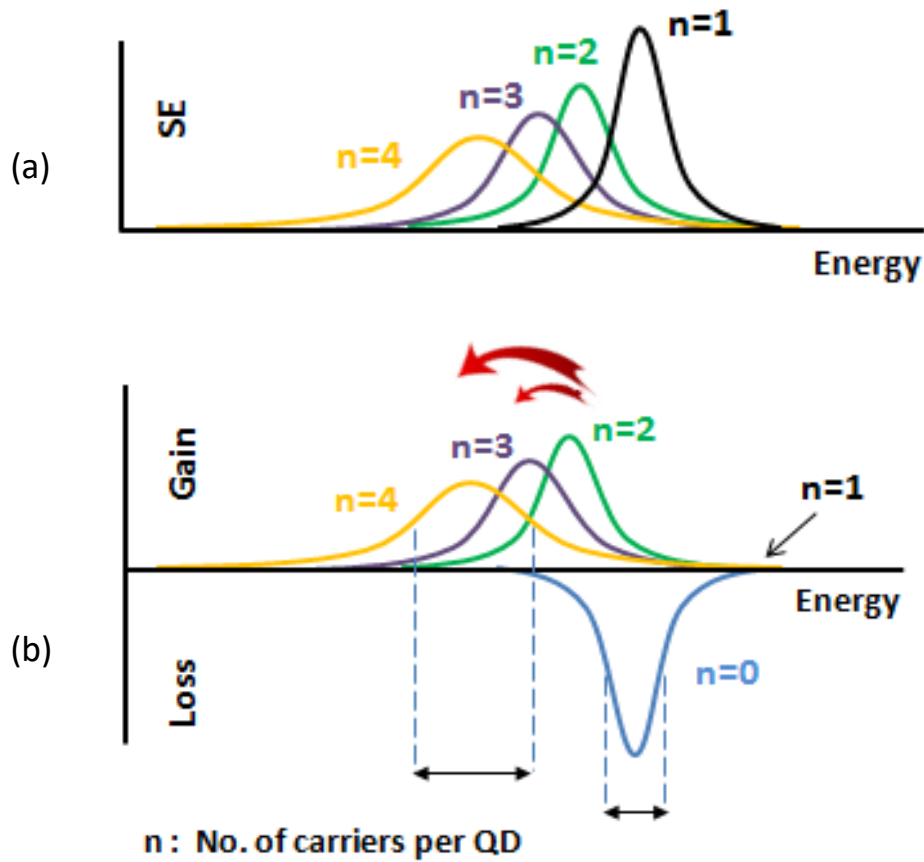 n=1
n=2
n=3
n=4
SE
(a)
Energy
n=2
n=3
n=4
n=1
Gain
Energy
(b)
Loss
n=0
n : No. of carriers per QD